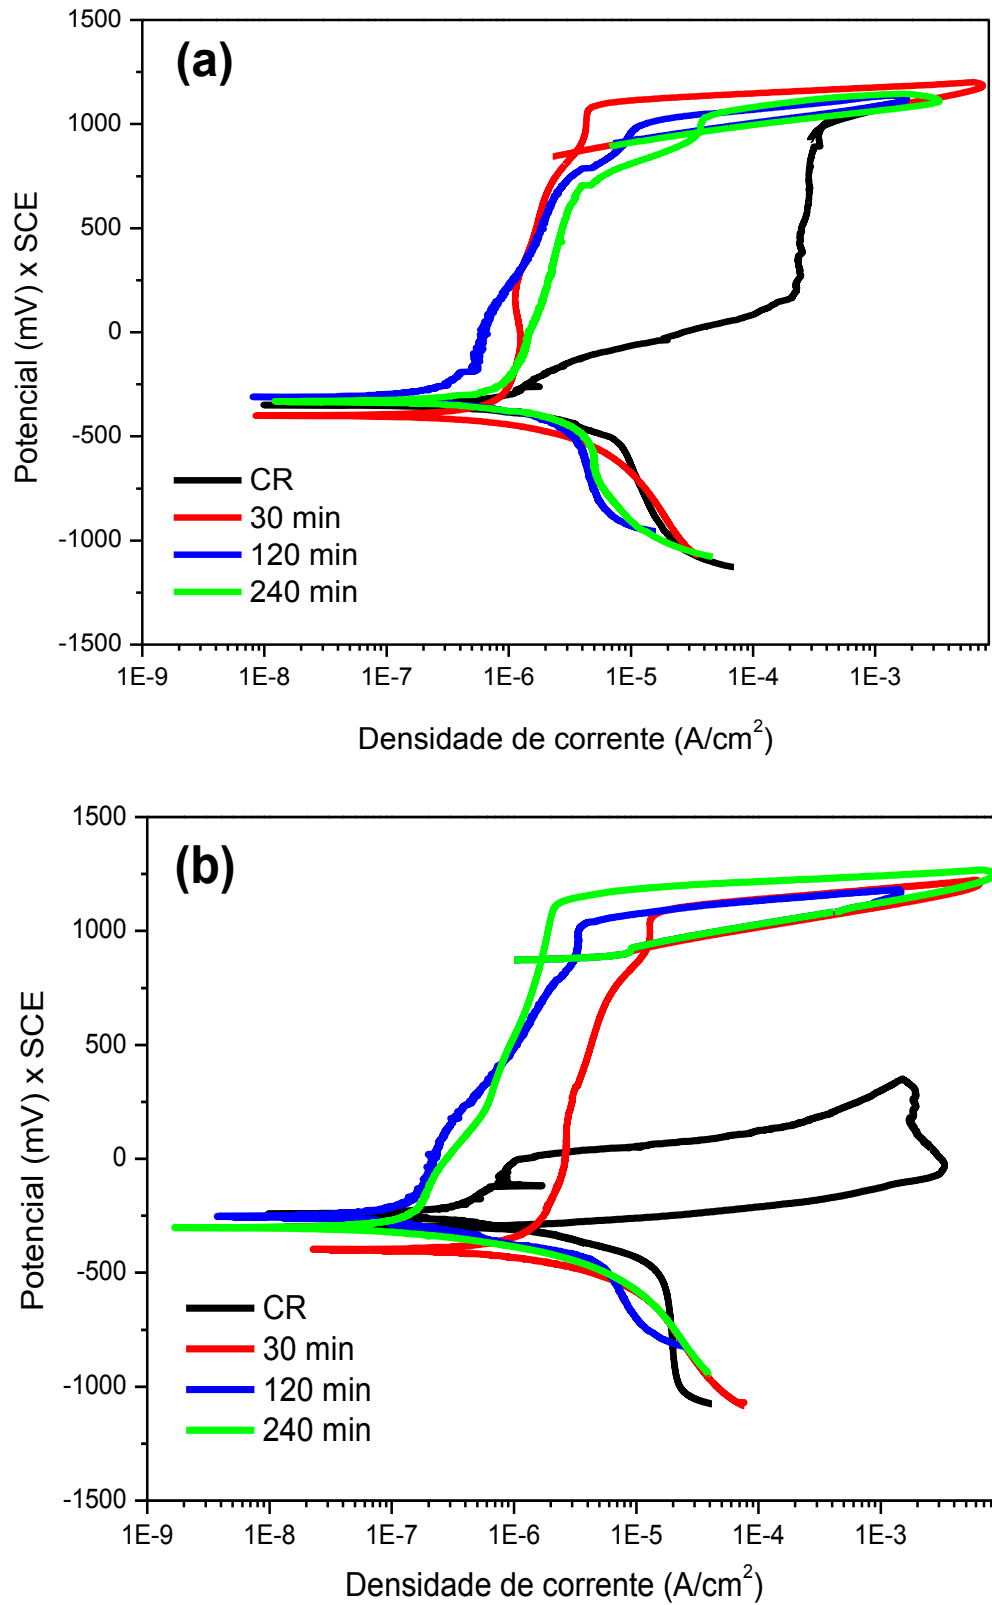 (a)
1500
1000
500
0
-500
-1000
-1500
Potencial (mV) x SCE
CR
30 min
120 min
240 min
1E-9 1E-8 1E-7 1E-6 1E-5 1E-4 1E-3
Densidade de corrente (A/cm²)
(b)
1500
1000
500
0
-500
-1000
-1500
Potencial (mV) x SCE
CR
30 min
120 min
240 min
1E-9 1E-8 1E-7 1E-6 1E-5 1E-4 1E-3
Densidade de corrente (A/cm²)